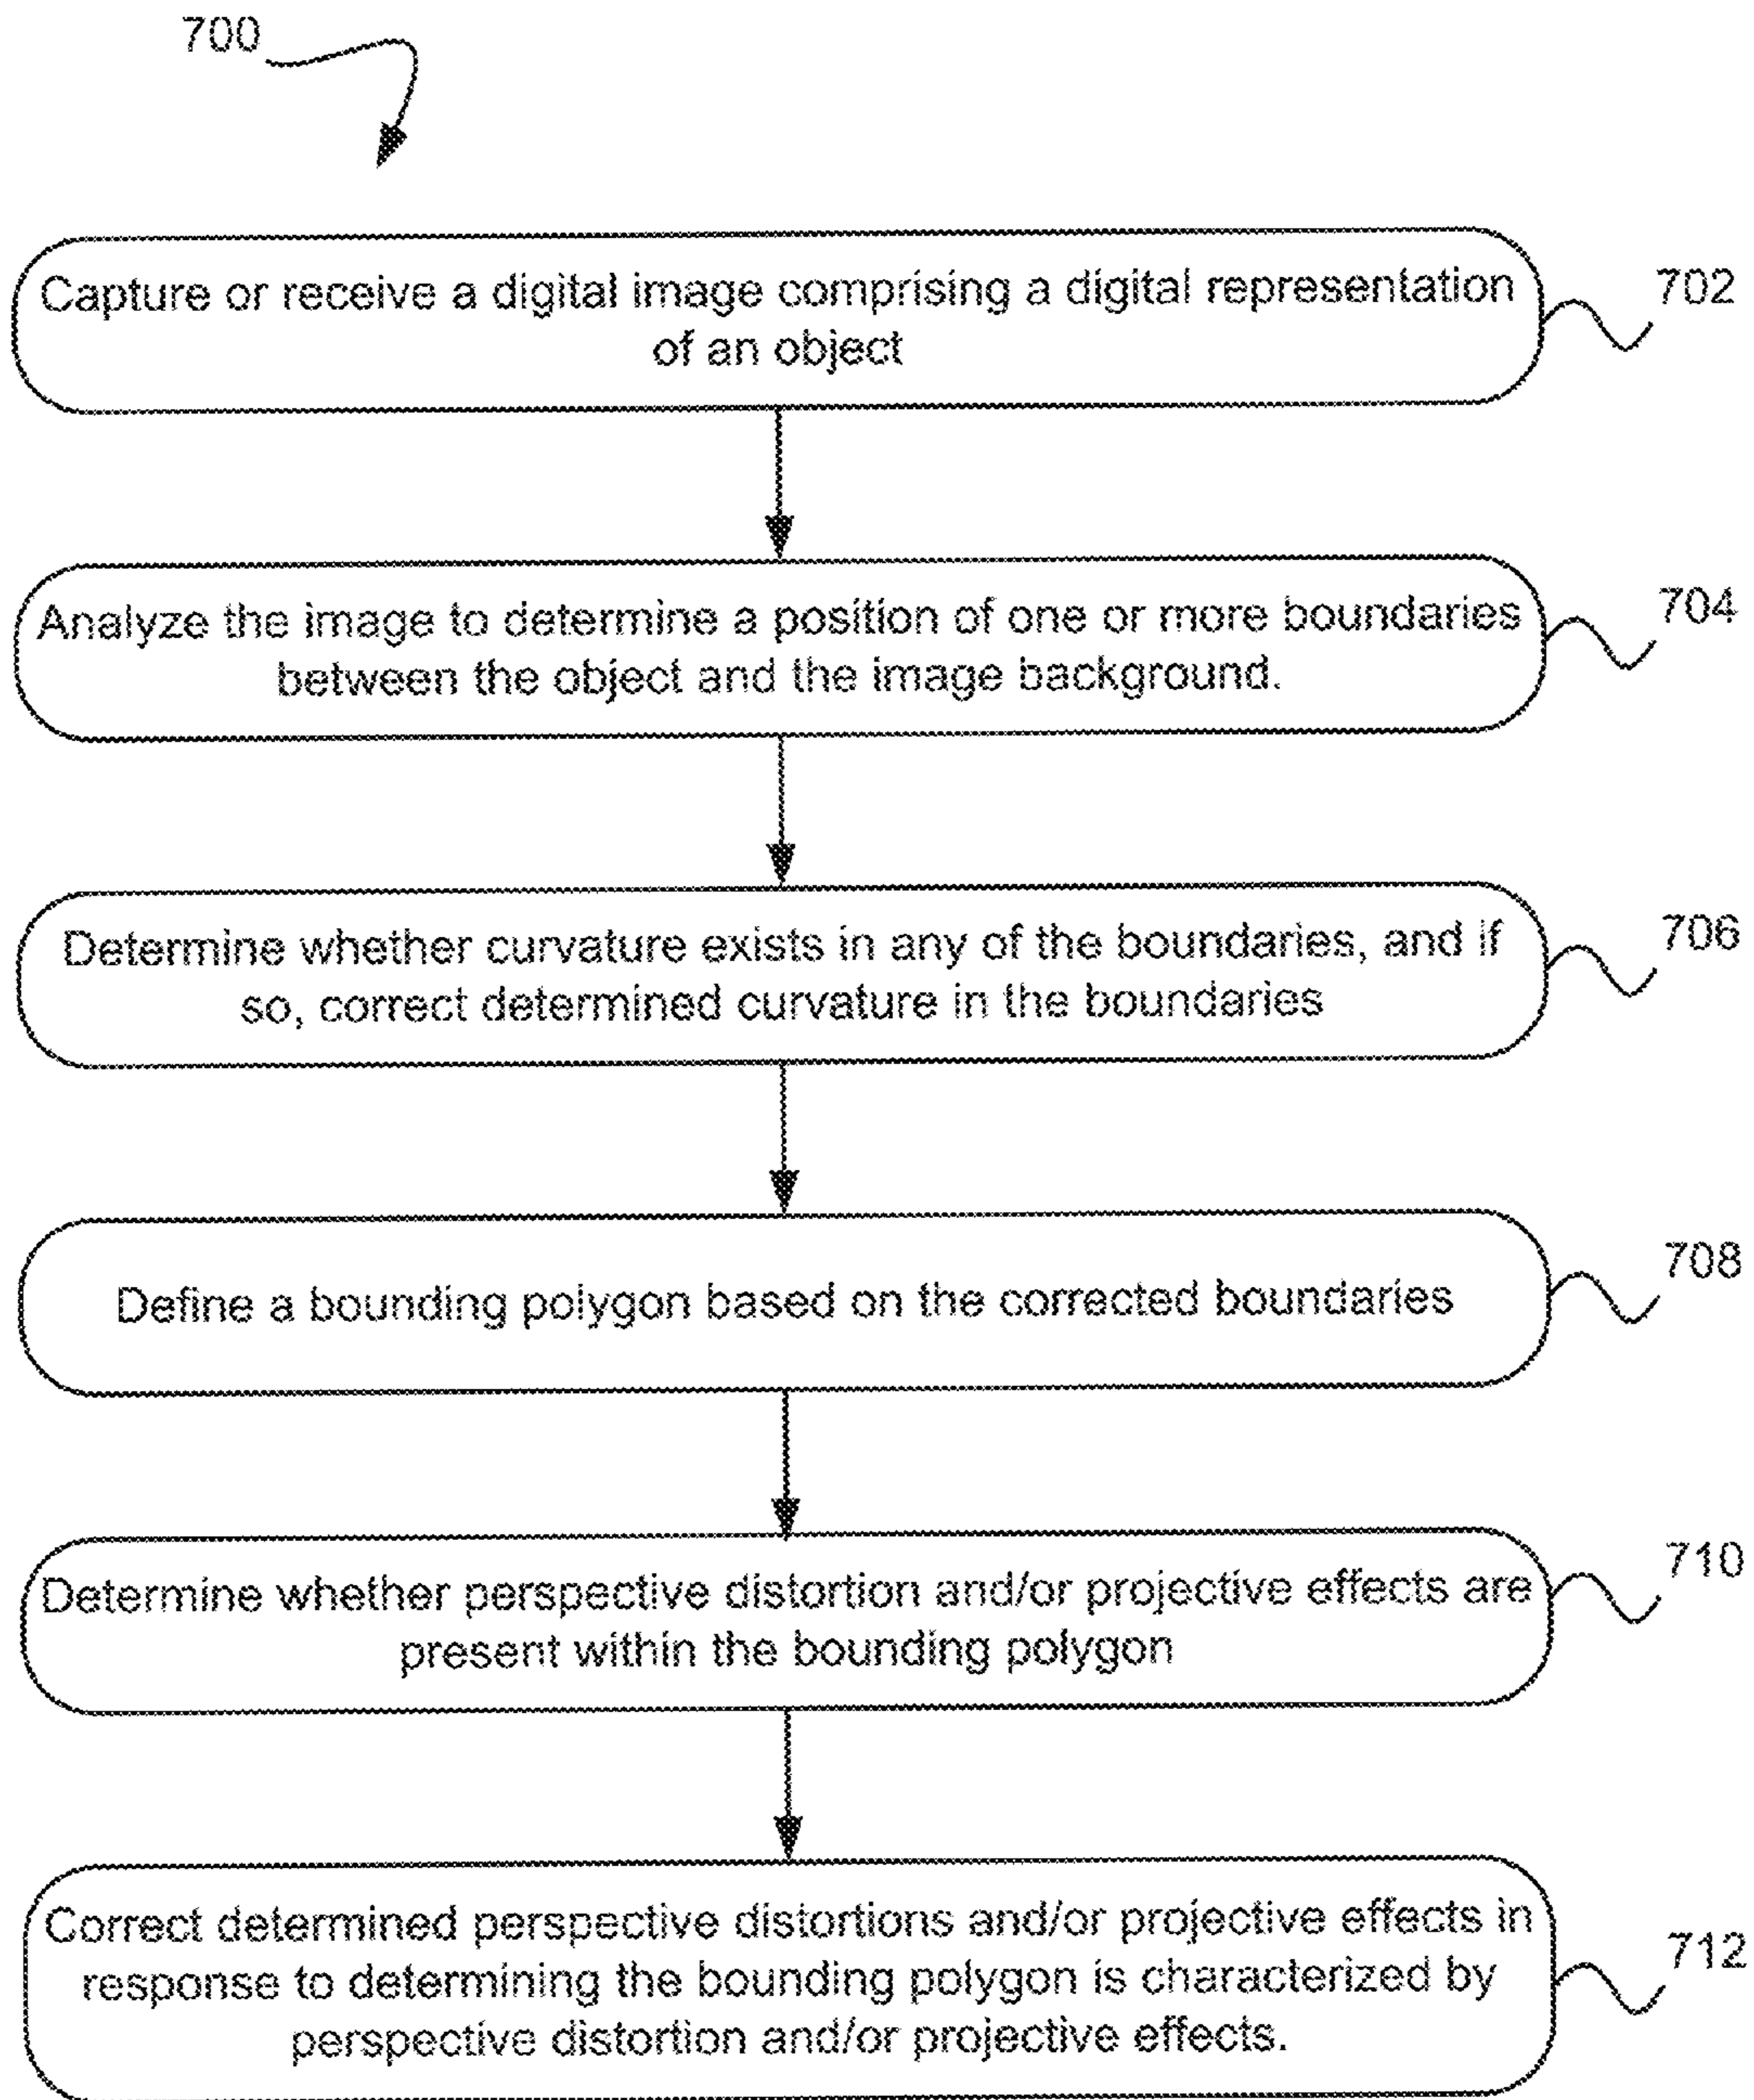 700
Capture or receive a digital image comprising a digital representation
of an object
702
Analyze the image to determine a position of one or more boundaries
between the object and the image background.
704
Determine whether curvature exists in any of the boundaries, and if
so, correct determined curvature in the boundaries
706
Define a bounding polygon based on the corrected boundaries
708
Determine whether perspective distortion and/or projective effects are
present within the bounding polygon
710
Correct determined perspective distortions and/or projective effects in
response to determining the bounding polygon is characterized by
perspective distortion and/or projective effects.
712